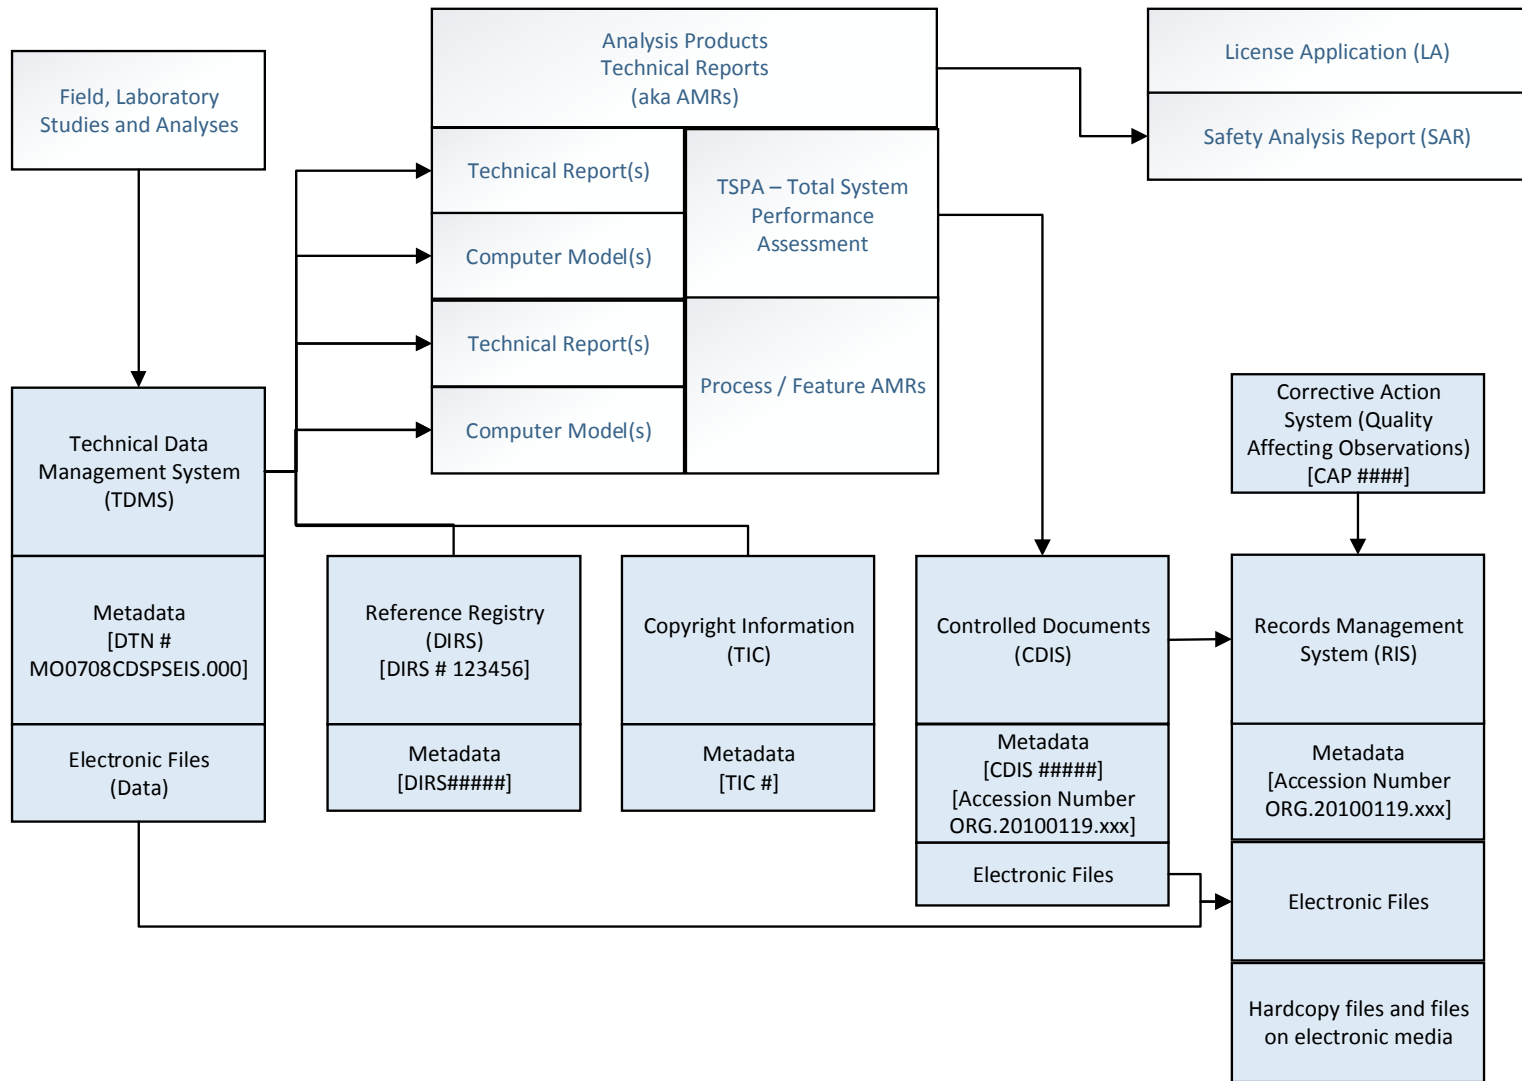 Field, Laboratory
Studies and Analyses
Analysis Products
Technical Reports
(aka AMRs)
License Application (LA)
Safety Analysis Report (SAR)
Technical Report(s)
Computer Model(s)
TSPA – Total System
Performance
Assessment
Technical Report(s)
Computer Model(s)
Process / Feature AMRs
Technical Data
Management System
(TDMS)
Metadata
[DTN #
MO0708CDSPSEIS.000]
Electronic Files
(Data)
Reference Registry
(DIRS)
[DIRS # 123456]
Metadata
[DIRS#####]
Copyright Information
(TIC)
Metadata
[TIC #]
Controlled Documents
(CDIS)
Metadata
[CDIS #####]
[Accession Number
ORG.20100119.xxx]
Electronic Files
Corrective Action
System (Quality
Affecting Observations)
[CAP ####]
Records Management
System (RIS)
Metadata
[Accession Number
ORG.20100119.xxx]
Electronic Files
Hardcopy files and files
on electronic media